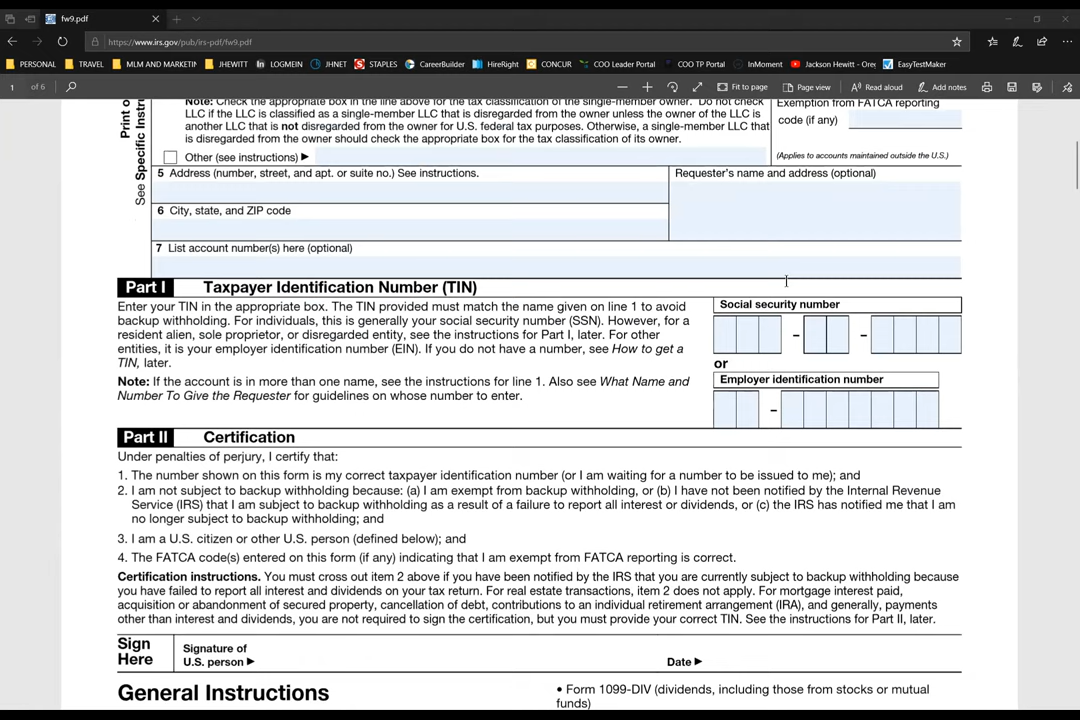 fw9.pdf
https://www.irs.gov/pub/irs-pdf/fw9.pdf
PERSONAL TRAVEL MLM AND MARKETIN JHEWITT LOGMEIN JHNET STAPLES CareerBuilder HireRight CONCUR COO Leader Portal COO TP Portal InMoment Jackson Hewitt - Oreg EasyTestMaker
1 of 6 Fit to page Page view Read aloud Add notes
Print o
See Specific Instru
Note: Check the appropriate box in the line above for the tax classification of the single-member owner. Do not check
LLC if the LLC is classified as a single-member LLC that is disregarded from the owner unless the owner of the LLC is
another LLC that is not disregarded from the owner for U.S. federal tax purposes. Otherwise, a single-member LLC that
is disregarded from the owner should check the appropriate box for the tax classification of its owner.
Exemption from FATCA reporting
code (if any)
Other (see instructions) ►
(Applies to accounts maintained outside the U.S.)
5 Address (number, street, and apt. or suite no.) See instructions.
Requester's name and address (optional)
6 City, state, and ZIP code
7 List account number(s) here (optional)
Part I Taxpayer Identification Number (TIN)
Enter your TIN in the appropriate box. The TIN provided must match the name given on line 1 to avoid
backup withholding. For individuals, this is generally your social security number (SSN). However, for a
resident alien, sole proprietor, or disregarded entity, see the instructions for Part I, later. For other
entities, it is your employer identification number (EIN). If you do not have a number, see How to get a
TIN, later.
Note: If the account is in more than one name, see the instructions for line 1. Also see What Name and
Number To Give the Requester for guidelines on whose number to enter.
Social security number
– –
or
Employer identification number
–
Part II Certification
Under penalties of perjury, I certify that:
1. The number shown on this form is my correct taxpayer identification number (or I am waiting for a number to be issued to me); and
2. I am not subject to backup withholding because: (a) I am exempt from backup withholding, or (b) I have not been notified by the Internal Revenue
Service (IRS) that I am subject to backup withholding as a result of a failure to report all interest or dividends, or (c) the IRS has notified me that I am
no longer subject to backup withholding; and
3. I am a U.S. citizen or other U.S. person (defined below); and
4. The FATCA code(s) entered on this form (if any) indicating that I am exempt from FATCA reporting is correct.
Certification instructions. You must cross out item 2 above if you have been notified by the IRS that you are currently subject to backup withholding because
you have failed to report all interest and dividends on your tax return. For real estate transactions, item 2 does not apply. For mortgage interest paid,
acquisition or abandonment of secured property, cancellation of debt, contributions to an individual retirement arrangement (IRA), and generally, payments
other than interest and dividends, you are not required to sign the certification, but you must provide your correct TIN. See the instructions for Part II, later.
Sign
Here
Signature of
U.S. person ►
Date ►
General Instructions
• Form 1099-DIV (dividends, including those from stocks or mutual
funds)